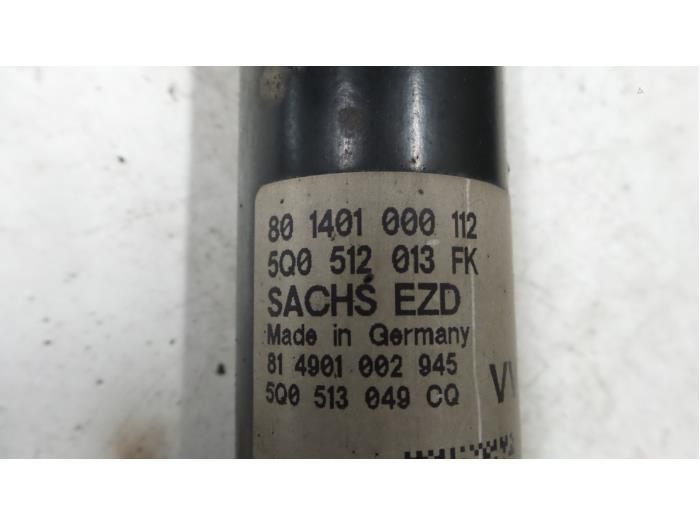 80 1401 000 112
5Q0 512 013 FK
SACHS EZD
Made in Germany
81 4901 002 945
5Q0 513 049 CQ